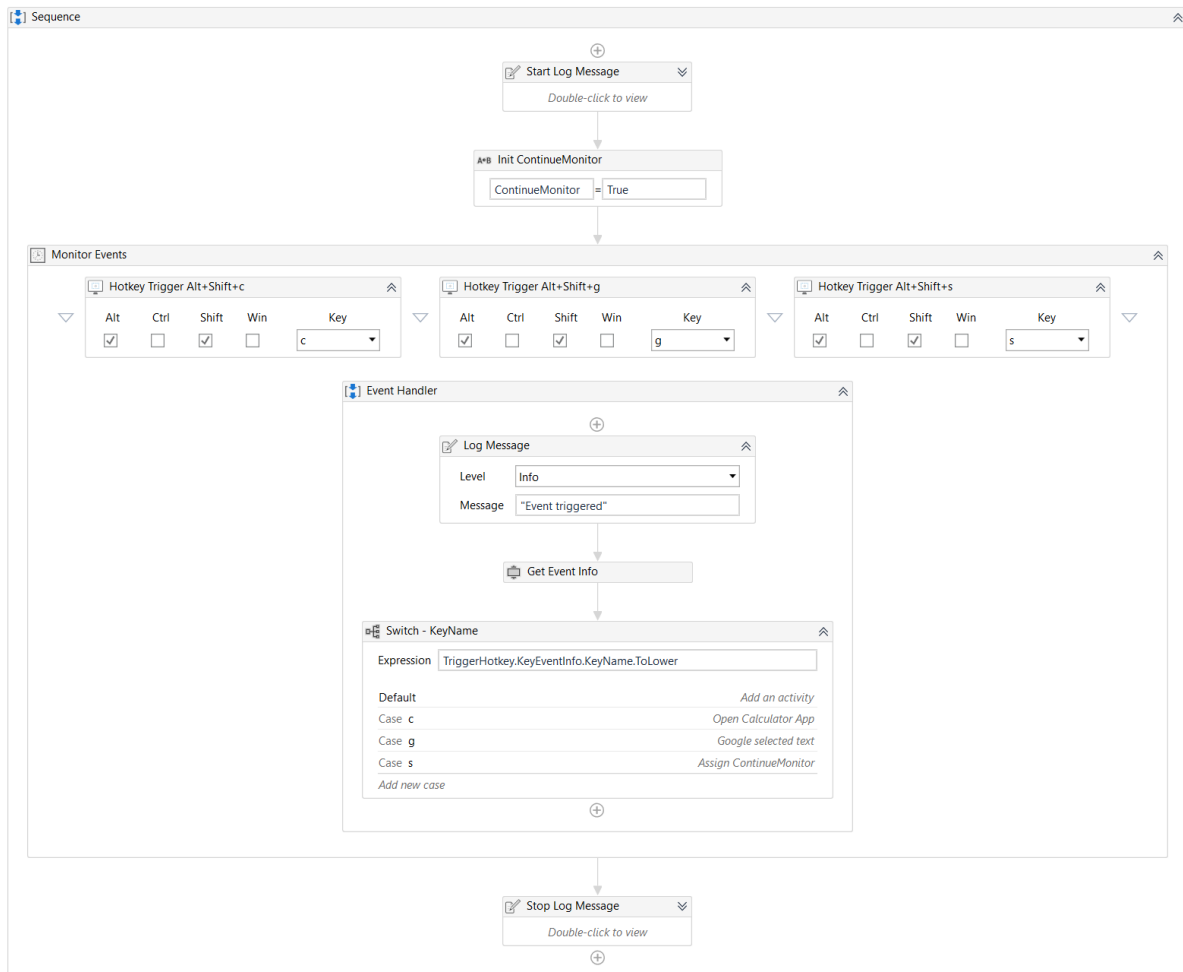 Sequence
Start Log Message
Double-click to view
A*B Init ContinueMonitor
ContinueMonitor = True
Monitor Events
Hotkey Trigger Alt+Shift+c
Alt Ctrl Shift Win Key
c
Hotkey Trigger Alt+Shift+g
Alt Ctrl Shift Win Key
g
Hotkey Trigger Alt+Shift+s
Alt Ctrl Shift Win Key
s
Event Handler
Log Message
Level Info
Message "Event triggered"
Get Event Info
Switch - KeyName
Expression TriggerHotkey.KeyEventInfo.KeyName.ToLower
Default Add an activity
Case c Open Calculator App
Case g Google selected text
Case s Assign ContinueMonitor
Add new case
Stop Log Message
Double-click to view